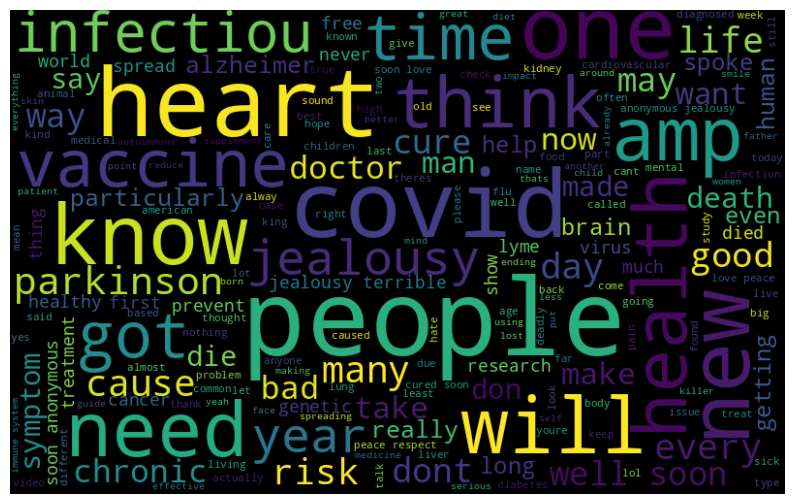 infectiou
time
one
life
free
great
diet
known
give
diagnosed
week
still
world
spread
alzheimer
never
true
two
soon love
check
impact
kidney
cardiovascular
around
smile
spoke
say
everything
heart
think
may
want
human
way
skin
animal
kind
medical
autoimmune
supplement
sound
high
best
better
old
see
often
already
anonymous jealousy
father
hope
care
cure
help
now
amp
vaccine
doctor
man
children
last
name
food
part
another
child
cant
mental
today
point
reduce
theres
thats
women
infection
patient
particularly
alway
flu
well
covid
made
health
death
even
know
american
case
king
right
please
called
study
died
mean
thing
jealousy
mind
lyme
brain
virus
good
lot
show
ending
day
much
parkinson
jealousy terrible
back
come
love peace
respect
healthy
first
prevent
born
people
age
using
less
going
live
said
based
thought
hate
lost
deadly
put
pain
found
big
new
yes
got
nothing
caused
due
far
getting
almost
die
problem
making
anyone
many
research
make
symptom
treatment
cause
common
let
lung
least
cured soon
look
body
killer
soon anonymous
cancer
yeah
bad
take
don
self
issue
treat
guide
thank
genetic
face
spreading
will
youre
keep
every
immune system
different
need
year
really
peace respect
medicine
liver
living
chronic
actually
risk
talk
dont
long
well
soon
lol
sick
video
effective
serious
diabetes
type